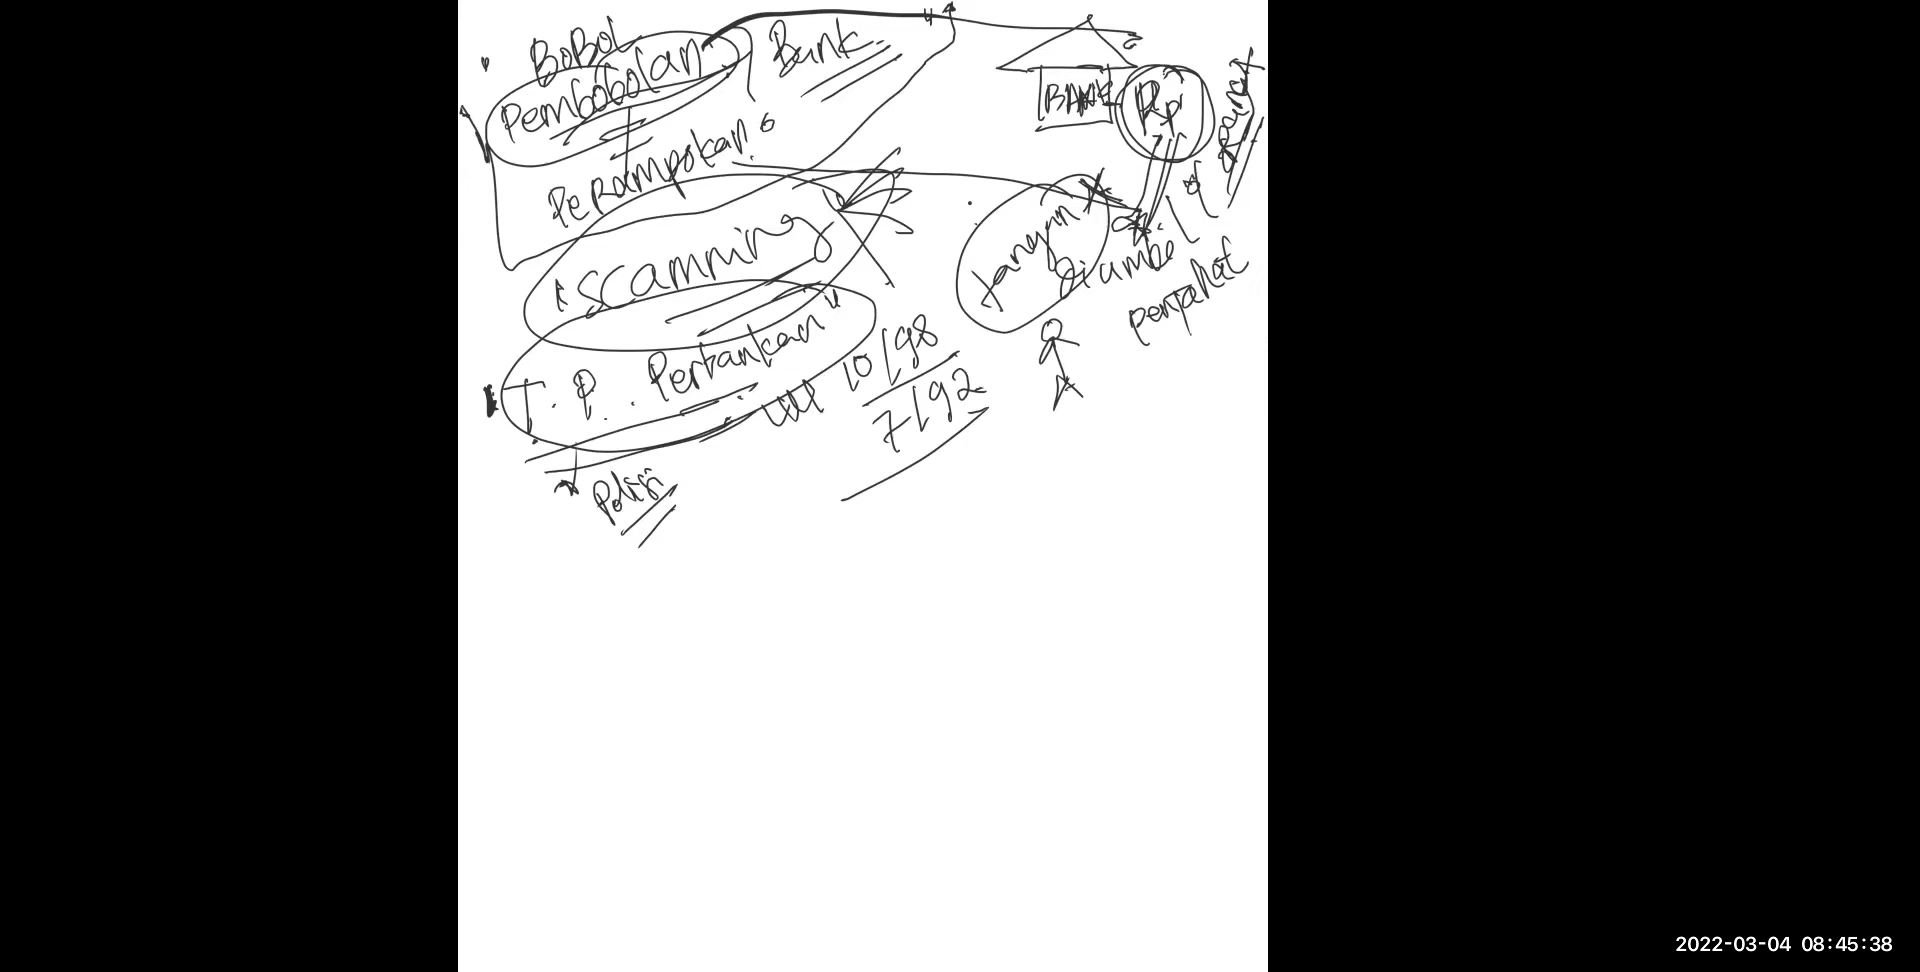 BoBol
Pembobolan Bank
Perampokan
"Scamming
T.P. Perbankan"
UU 10/98
7/92
Polisi
BANK
Rp
Jangan
diambil
penjahat
2022-03-04 08:45:38